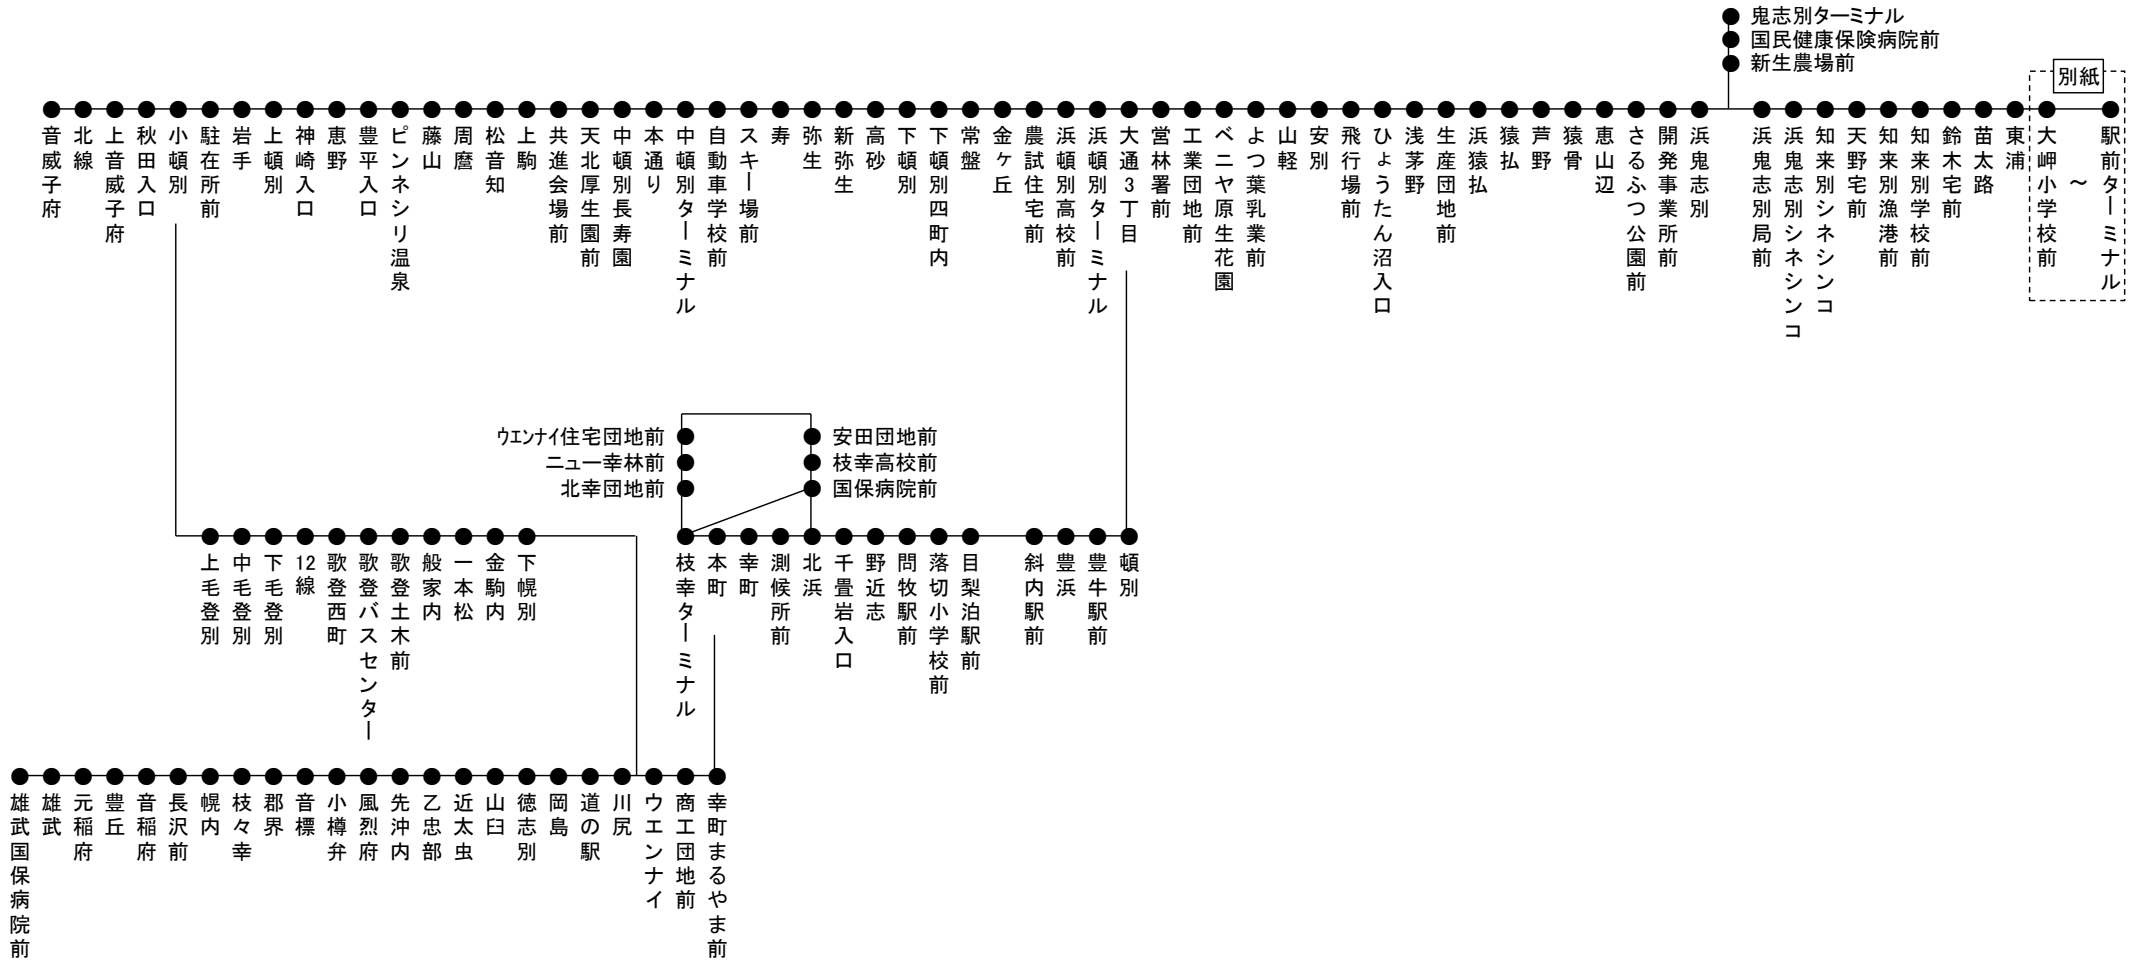 鬼志別ターミナル
国民健康保険病院前
新生農場前
別紙
音威子府
北線
上音威子府
秋田入口
小頓別
駐在所前
岩手
上頓別
神崎入口
恵野
豊平入口
ピンネシリ温泉
藤山
周麿
松音知
上駒
共進会場前
天北厚生園前
中頓別長寿園
本通り
中頓別ターミナル
自動車学校前
スキー場前
寿
弥生
新弥生
高砂
下頓別
下頓別四町内
常盤
金ヶ丘
農試住宅前
浜頓別高校前
浜頓別ターミナル
大通3丁目
営林署前
工業団地前
ベニヤ原生花園
よつ葉乳業前
山軽
安別
飛行場前
ひょうたん沼入口
浅茅野
生産団地前
浜猿払
猿払
芦野
猿骨
恵山辺
さるふつ公園前
開発事業所前
浜鬼志別
浜鬼志別局前
浜鬼志別シネシンコ
知来別シネシンコ
天野宅前
知来別漁港前
知来別学校前
鈴木宅前
苗太路
東浦
大岬小学校前
~
駅前ターミナル
ウエンナイ住宅団地前
ニュー幸林前
北幸団地前
安田団地前
枝幸高校前
国保病院前
上毛登別
中毛登別
下毛登別
12線
歌登西町
歌登バスセンター
歌登土木前
般家内
一本松
金駒内
下幌別
枝幸ターミナル
本町
幸町
測候所前
北浜
千畳岩入口
野近志
問牧駅前
落切小学校前
目梨泊駅前
斜内駅前
豊浜
豊牛駅前
頓別
雄武国保病院前
雄武
元稲府
豊丘
音稲府
長沢前
幌内
枝々幸
郡界
音標
小樽弁
風烈府
先沖内
乙忠部
近太虫
山臼
徳志別
岡島
道の駅
川尻
ウエンナイ
商工団地前
幸町まるやま前